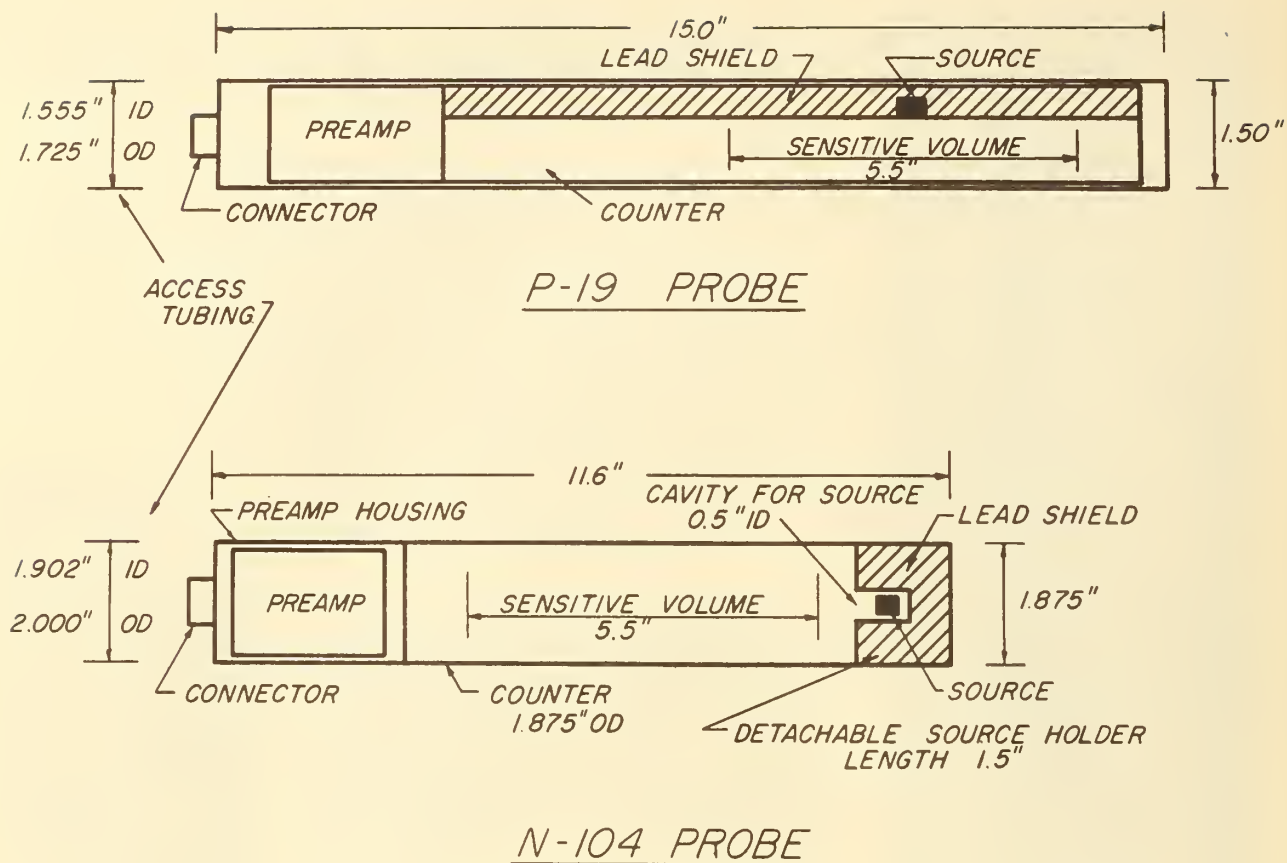 15.0"
LEAD SHIELD
SOURCE
1.555" ID
1.725" OD
PREAMP
SENSITIVE VOLUME
5.5"
1.50"
CONNECTOR
COUNTER
ACCESS
TUBING
P-19 PROBE
11.6"
PREAMP HOUSING
CAVITY FOR SOURCE
0.5" ID
LEAD SHIELD
1.902" ID
2.000" OD
PREAMP
SENSITIVE VOLUME
5.5"
1.875"
CONNECTOR
COUNTER
1.875" OD
SOURCE
DETACHABLE SOURCE HOLDER
LENGTH 1.5"
N-104 PROBE